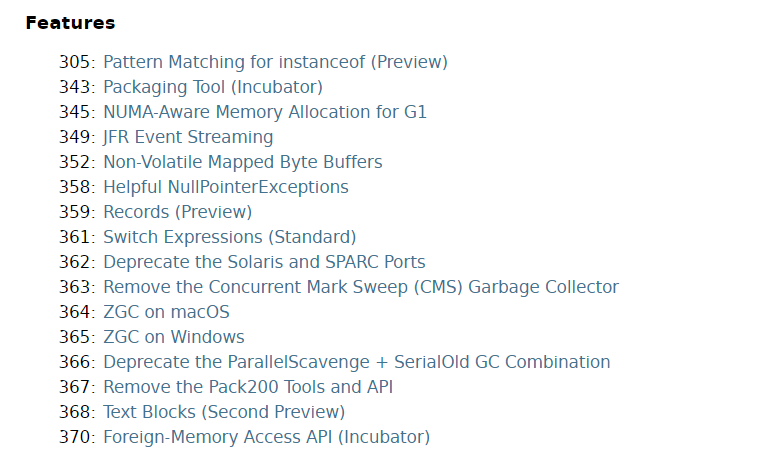 Features
305: Pattern Matching for instanceof (Preview)
343: Packaging Tool (Incubator)
345: NUMA-Aware Memory Allocation for G1
349: JFR Event Streaming
352: Non-Volatile Mapped Byte Buffers
358: Helpful NullPointerExceptions
359: Records (Preview)
361: Switch Expressions (Standard)
362: Deprecate the Solaris and SPARC Ports
363: Remove the Concurrent Mark Sweep (CMS) Garbage Collector
364: ZGC on macOS
365: ZGC on Windows
366: Deprecate the ParallelScavenge + SerialOld GC Combination
367: Remove the Pack200 Tools and API
368: Text Blocks (Second Preview)
370: Foreign-Memory Access API (Incubator)